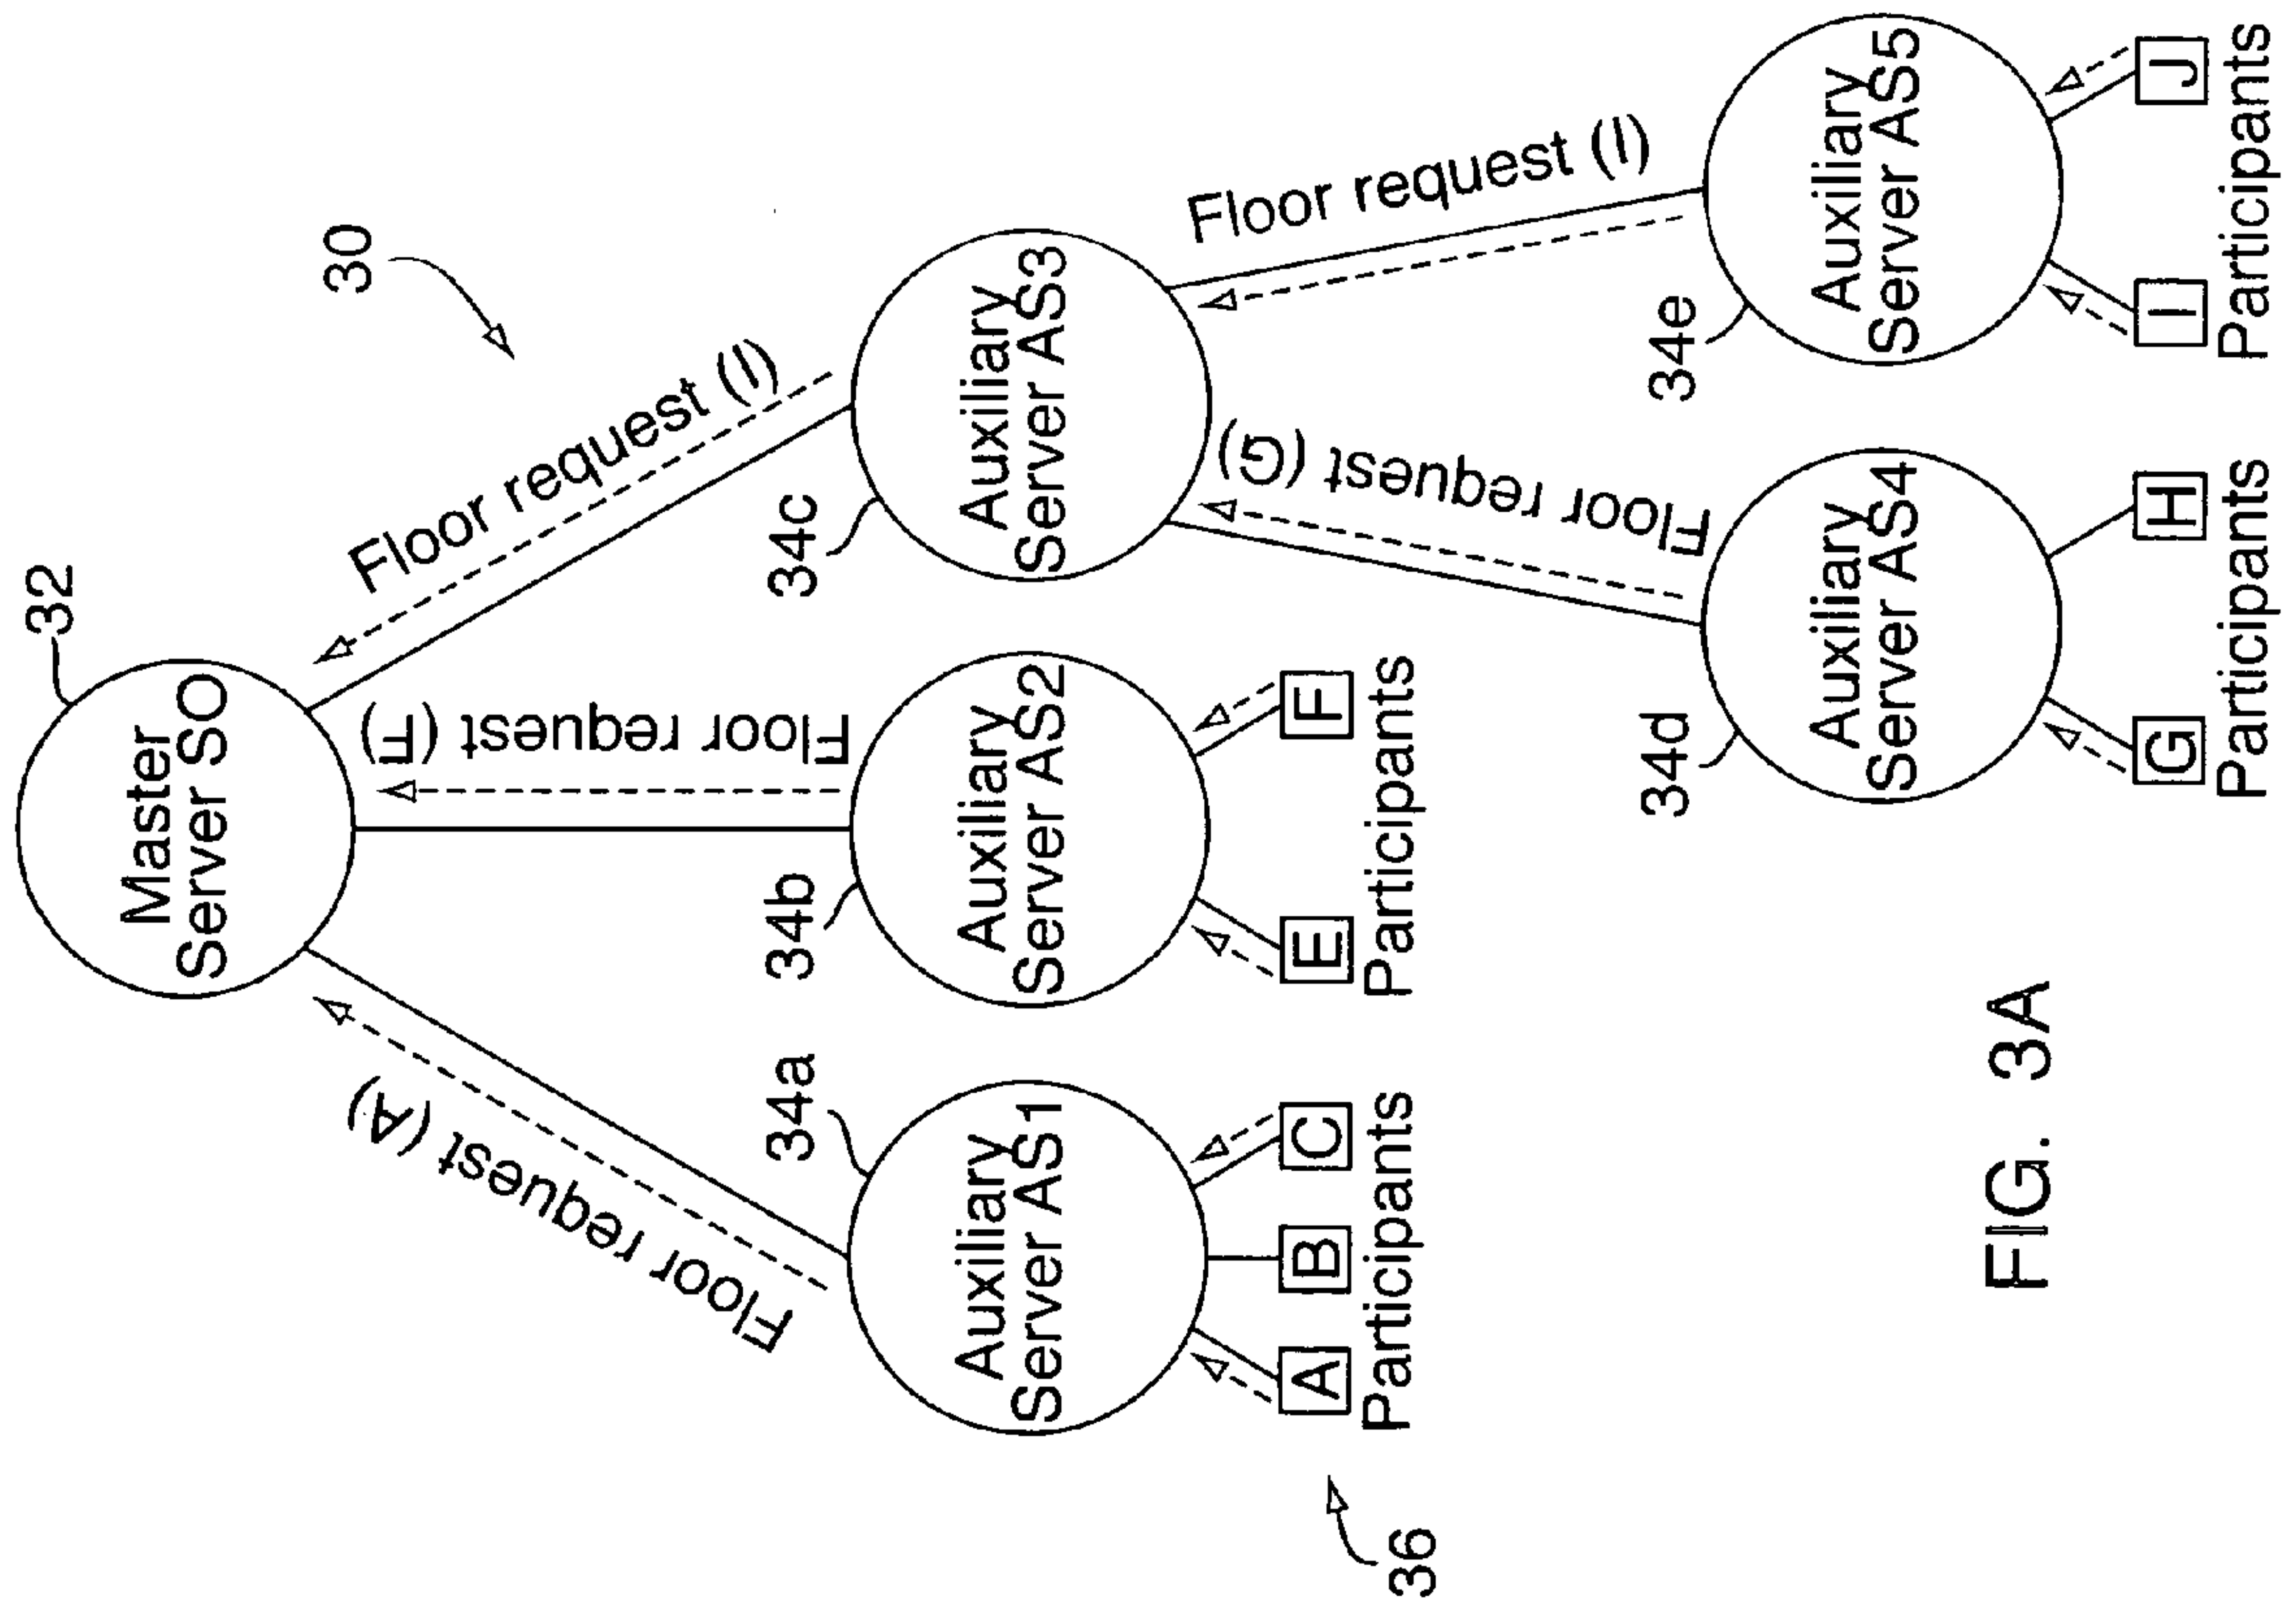 32
Master
Server SO
30
Floor request (A)
Floor request (F)
Floor request (I)
34a
34b
34c
Auxiliary
Server AS1
Auxiliary
Server AS2
Auxiliary
Server AS3
A
B
C
Participants
E
F
Participants
36
Floor request (G)
Floor request (I)
34d
34e
Auxiliary
Server AS4
Auxiliary
Server AS5
G
H
Participants
I
J
Participants
FIG. 3A